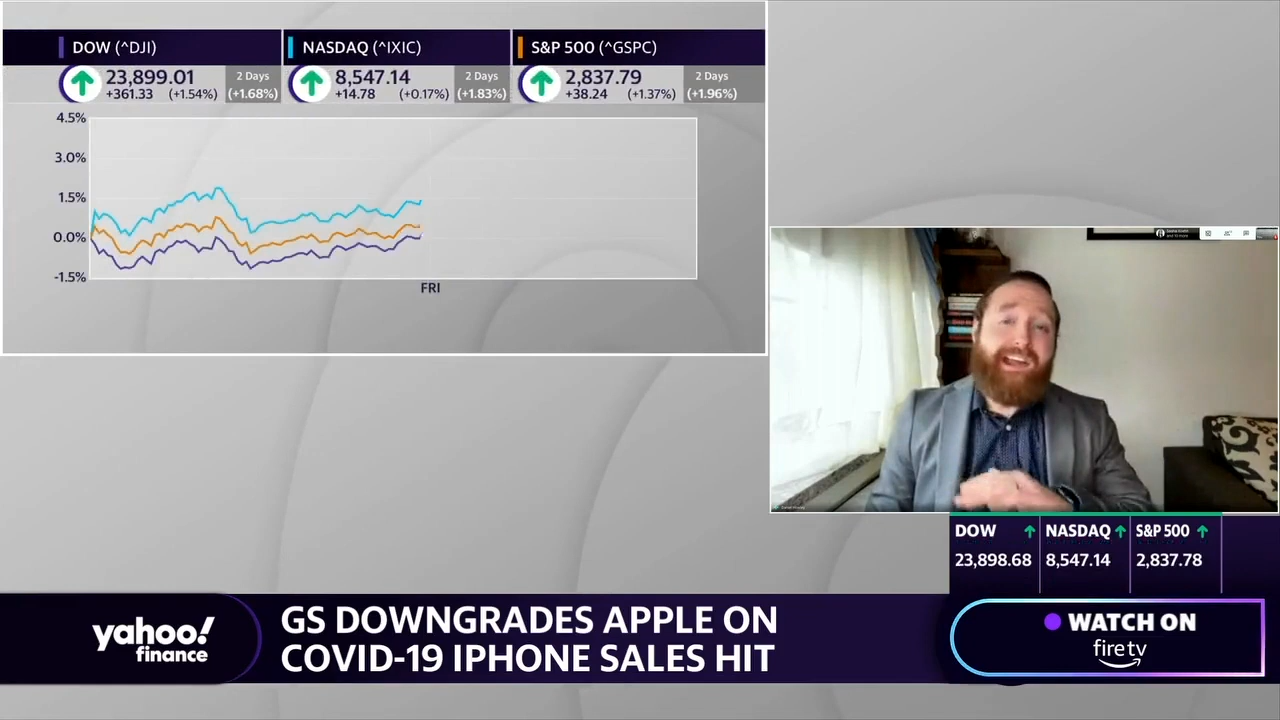 DOW (^DJI)
23,899.01
+361.33 (+1.54%)
2 Days
(+1.68%)
NASDAQ (^IXIC)
8,547.14
+14.78 (+0.17%)
2 Days
(+1.83%)
S&P 500 (^GSPC)
2,837.79
+38.24 (+1.37%)
2 Days
(+1.96%)
4.5%
3.0%
1.5%
0.0%
-1.5%
FRI
DOW
23,898.68
NASDAQ
8,547.14
S&P 500
2,837.78
yahoo!
finance
GS DOWNGRADES APPLE ON
COVID-19 IPHONE SALES HIT
WATCH ON
firetv